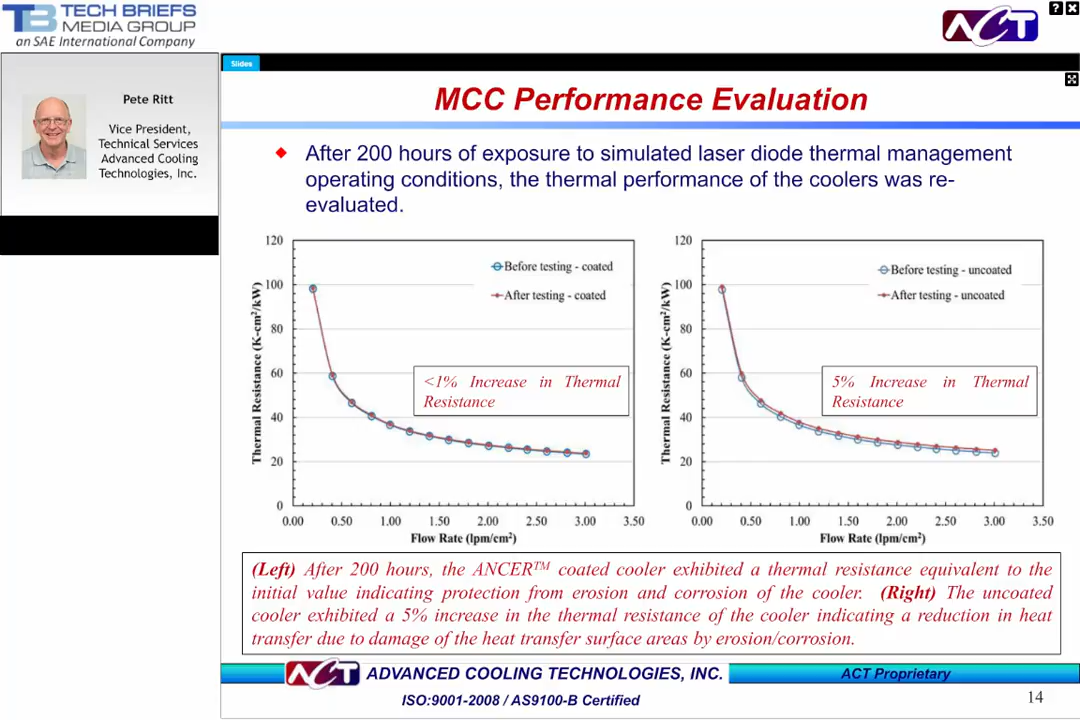 TECH BRIEFS
MEDIA GROUP
an SAE International Company
TB
ACT
?
Pete Ritt
Vice President,
Technical Services
Advanced Cooling
Technologies, Inc.
Slides
MCC Performance Evaluation
After 200 hours of exposure to simulated laser diode thermal management
operating conditions, the thermal performance of the coolers was re-
evaluated.
Thermal Resistance (K-cm²/kW)
120
100
80
60
40
20
0
Before testing - coated
After testing - coated
<1% Increase in Thermal
Resistance
0.00 0.50 1.00 1.50 2.00 2.50 3.00 3.50
Flow Rate (lpm/cm²)
Thermal Resistance (K-cm²/kW)
120
100
80
60
40
20
0
Before testing - uncoated
After testing - uncoated
5% Increase in Thermal
Resistance
0.00 0.50 1.00 1.50 2.00 2.50 3.00 3.50
Flow Rate (lpm/cm²)
(Left) After 200 hours, the ANCER™ coated cooler exhibited a thermal resistance equivalent to the
initial value indicating protection from erosion and corrosion of the cooler. (Right) The uncoated
cooler exhibited a 5% increase in the thermal resistance of the cooler indicating a reduction in heat
transfer due to damage of the heat transfer surface areas by erosion/corrosion.
ACT ADVANCED COOLING TECHNOLOGIES, INC.
ACT Proprietary
ISO:9001-2008 / AS9100-B Certified
14